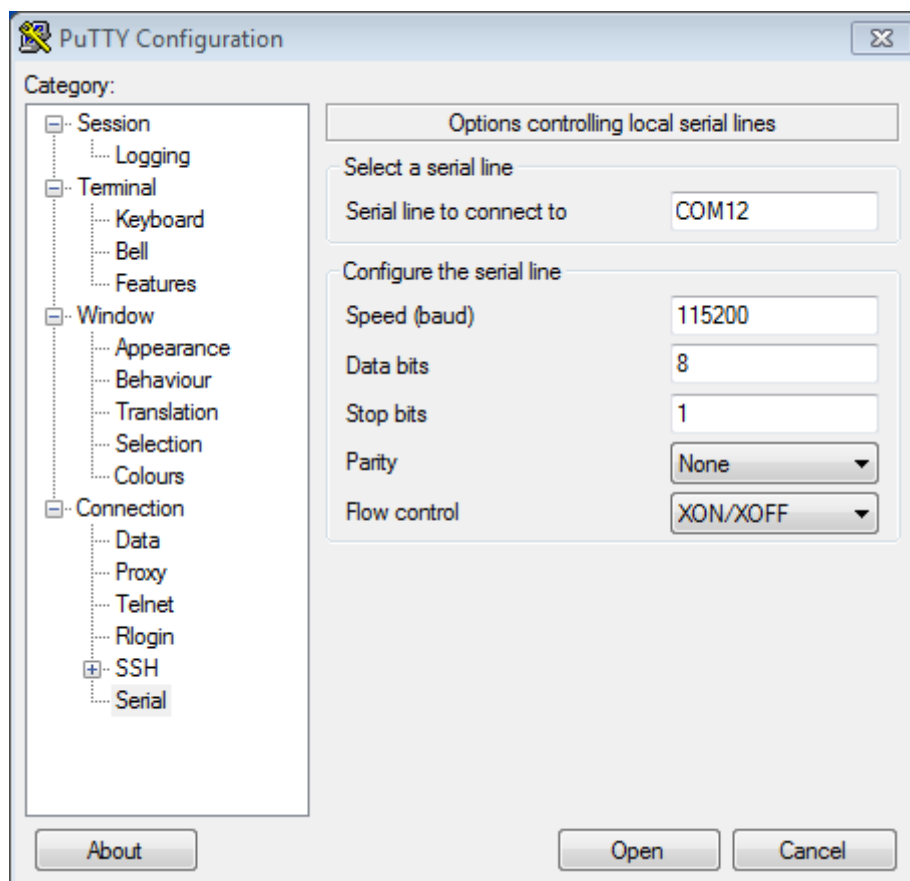 PuTTY Configuration
Category:
Session
Logging
Terminal
Keyboard
Bell
Features
Window
Appearance
Behaviour
Translation
Selection
Colours
Connection
Data
Proxy
Telnet
Rlogin
SSH
Serial
Options controlling local serial lines
Select a serial line
Serial line to connect to COM12
Configure the serial line
Speed (baud) 115200
Data bits 8
Stop bits 1
Parity None
Flow control XON/XOFF
About Open Cancel